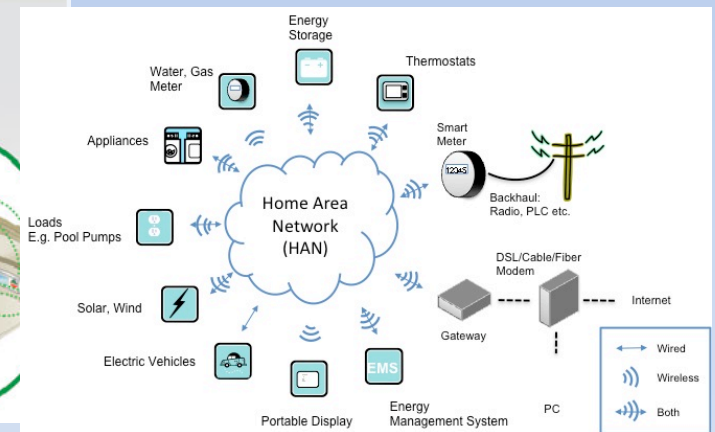 Energy
Storage
Thermostats
Water, Gas
Meter
Smart
Meter
12345
Appliances
Backhaul:
Radio, PLC etc.
Home Area
Network
(HAN)
Loads
E.g. Pool Pumps
DSL/Cable/Fiber
Modem
Internet
Solar, Wind
Gateway
Electric Vehicles
EMS
Portable Display
Energy
Management System
PC
Wired
Wireless
Both